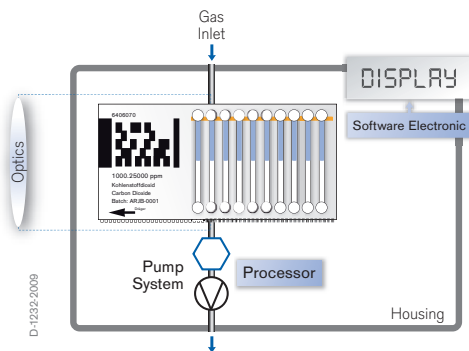 Gas
Inlet
DISPLAY
Software Electronic
Optics
6406070
1000.25000 ppm
Kohlenstoffdioxid
Carbon Dioxide
Batch: ARJB-0001
Dräger
Pump
System
Processor
Housing
D-1232-2009